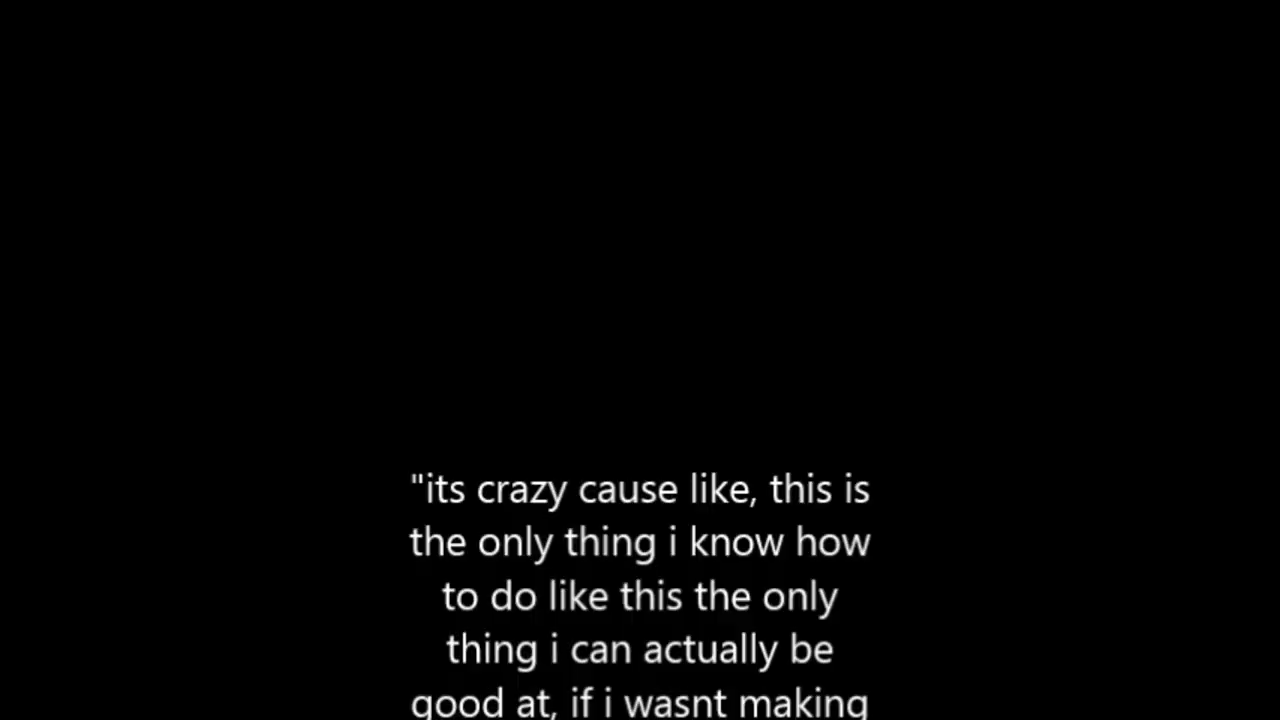 "its crazy cause like, this is
the only thing i know how
to do like this the only
thing i can actually be
good at, if i wasnt making